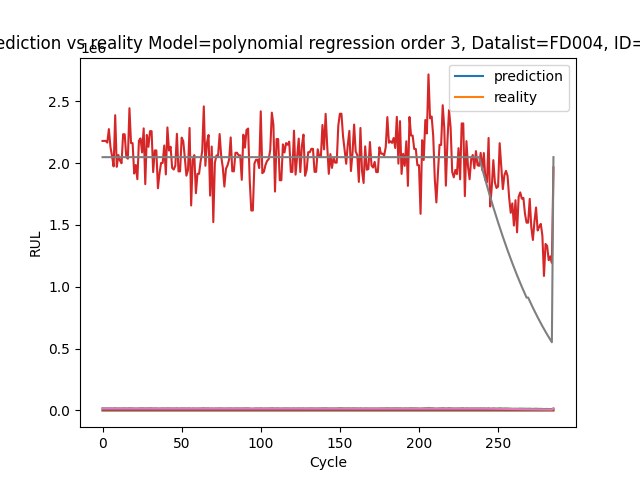 ediction vs reality Model=polynomial regression order 3, Datalist=FD004, ID=
1e6
prediction
reality
RUL
2.5
2.0
1.5
1.0
0.5
0.0
0 50 100 150 200 250
Cycle